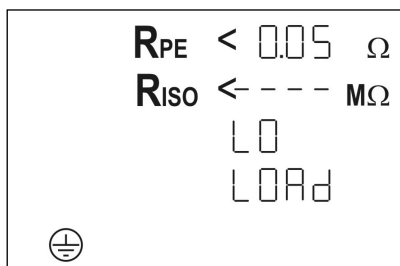 RPE < 0.05 Ω
RISO <---- MΩ
LO
LOAd